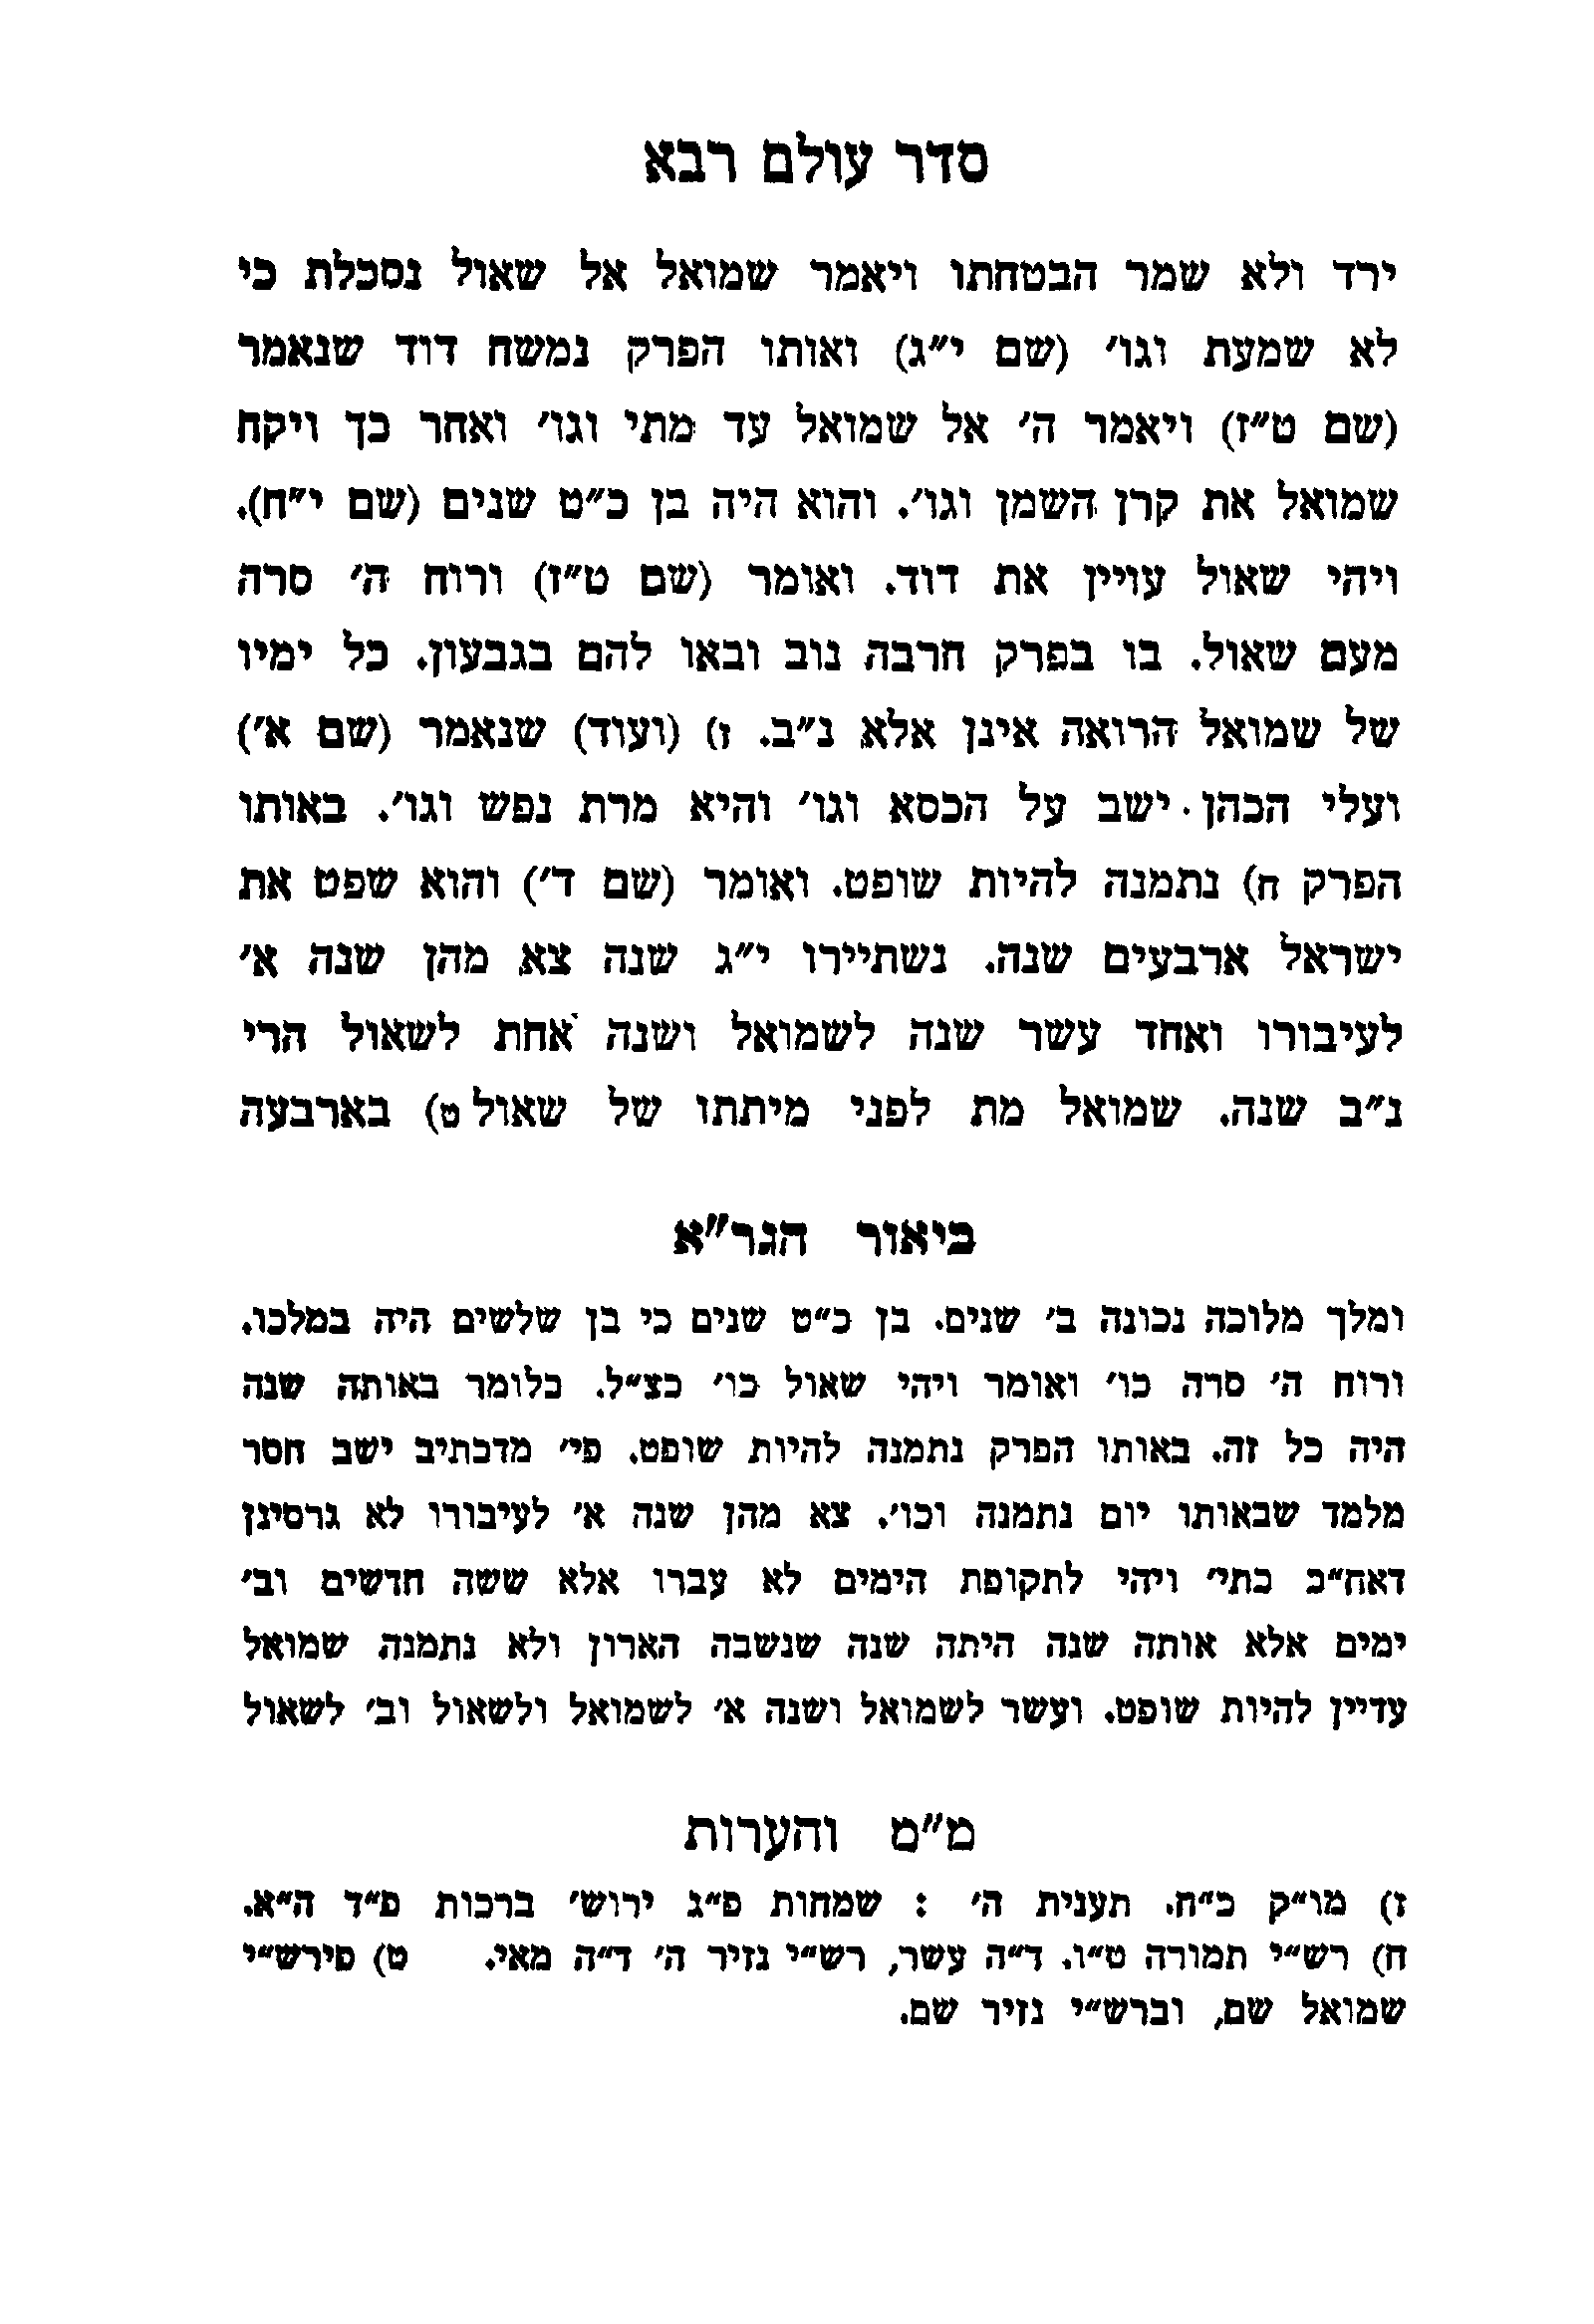 סדר עולם רבא
ירד ולא שמר הבטחתו ויאמר שמואל אל שאול נסכלת כי
לא שמעת וגו׳ (שם י״ג) ואותו הפרק נמשח דוד שנאמר
(שם ט״ז) ויאמר ה׳ אל שמואל עד מתי וגו׳ ואחר כך ויקח
שמואל את קרן השמן וגו׳. והוא היה בן כ״ט שנים (שם י״ח).
ויהי שאול עויין את דוד. ואומר (שם ט״ז) ורוח ה׳ סרה
מעם שאול. בו בפרק חרבה נוב ובאו להם בגבעון. כל ימיו
של שמואל הרואה אינן אלא נ״ב. ז) (ועוד) שנאמר (שם א׳)
ועלי הכהן ישב על הכסא וגו׳ והיא מרת נפש וגו׳. באותו
הפרק ח) נתמנה להיות שופט. ואומר (שם ד׳) והוא שפט את
ישראל ארבעים שנה. נשתיירו י״ג שנה צא מהן שנה א׳
לעיבורו ואחד עשר שנה לשמואל ושנה אחת לשאול הרי
נ״ב שנה. שמואל מת לפני מיתתו של שאול ט) בארבעה
ביאור הגר״א
ומלך מלוכה נכונה ב׳ שנים. בן כ״ט שנים כי בן שלשים היה במלכו.
ורוח ה׳ סרה כו׳ ואומר ויהי שאול כו׳ כצ״ל. כלומר באותה שנה
היה כל זה. באותו הפרק נתמנה להיות שופט. פי׳ מדכתיב ישב חסר
מלמד שבאותו יום נתמנה וכו׳. צא מהן שנה א׳ לעיבורו לא גרסינן
דאח״כ כתי׳ ויהי לתקופת הימים לא עברו אלא ששה חדשים וב׳
ימים אלא אותה שנה היתה שנה שנשבה הארון ולא נתמנה שמואל
עדיין להיות שופט. ועשר לשמואל ושנה א׳ לשמואל ולשאול וב׳ לשאול
מ״מ והערות
ז) מו״ק כ״ח. תענית ה׳ : שמחות פ״ג ירוש׳ ברכות פ״ד ה״א.
ח) רש״י תמורה ט״ו. ד״ה עשר, רש״י נזיר ה׳ ד״ה מאי. ט) פירש״י
שמואל שם, וברש״י נזיר שם.